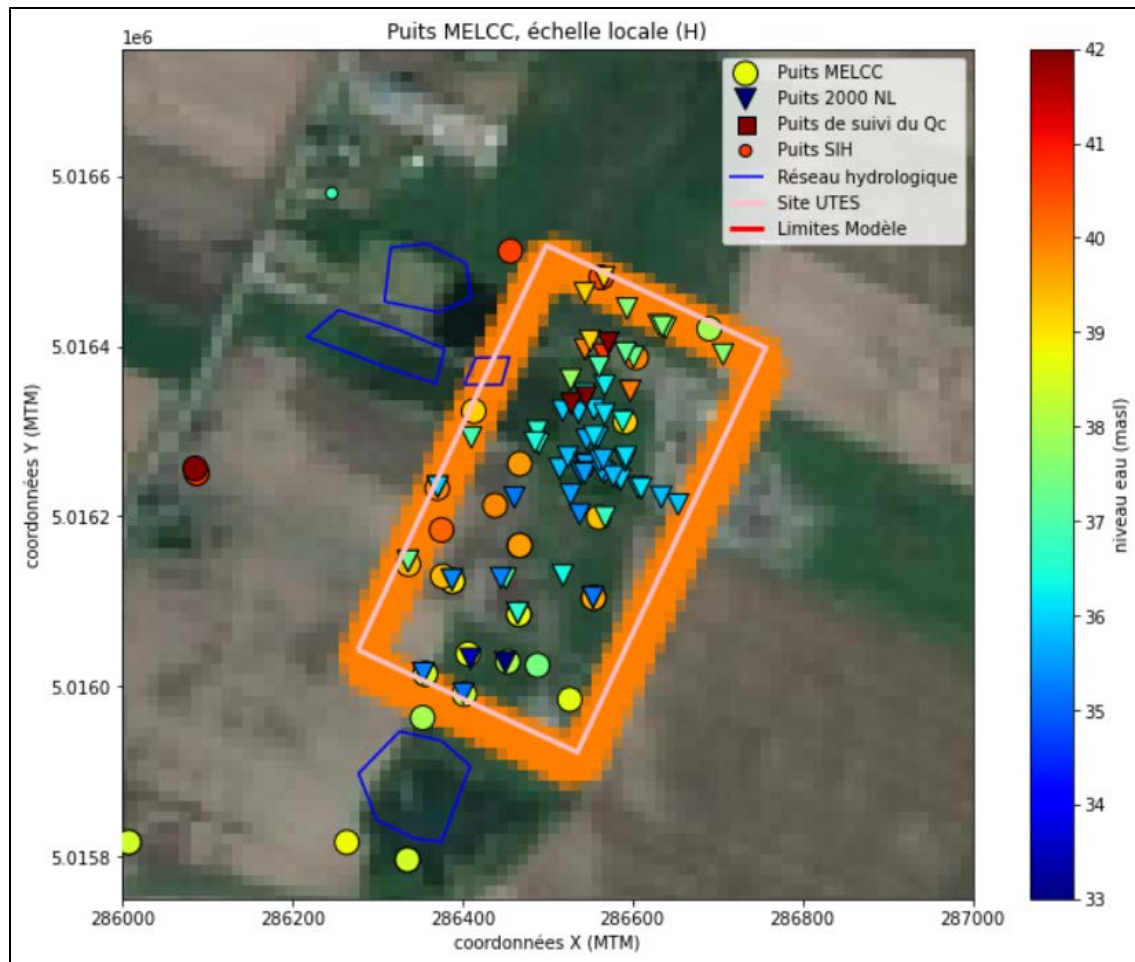 Puits MELCC, échelle locale (H)
1e6
Puits MELCC
Puits 2000 NL
Puits de suivi du Qc
Puits SIH
Réseau hydrologique
Site UTES
Limites Modèle
5.0166
5.0164
5.0162
5.0160
5.0158
coordonnées Y (MTM)
286000 286200 286400 286600 286800 287000
coordonnées X (MTM)
42
41
40
39
38
37
36
35
34
33
niveau eau (masl)